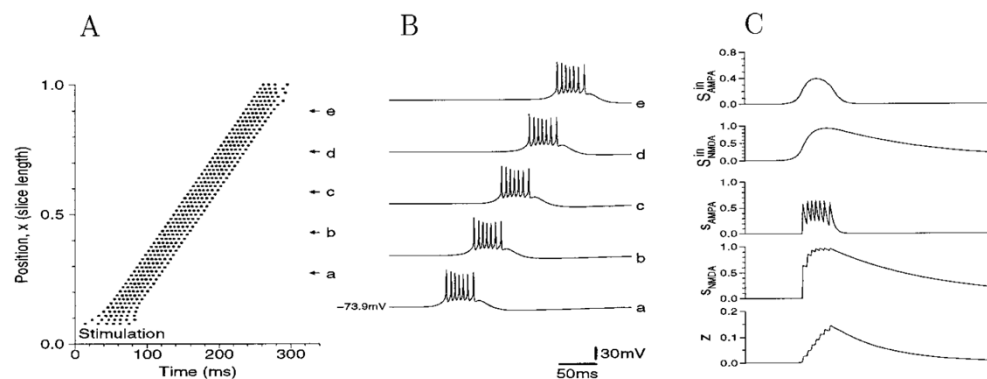 A
B
C
Position, x (slice length)
1.0
0.5
0.0
Stimulation
0
100
200
300
Time (ms)
e
d
c
b
a
e
d
c
b
−73.9mV
a
30mV
50ms
S^in_AMPA
0.8
0.4
0.0
S^in_NMDA
1.0
0.5
0.0
s_AMPA
1.0
0.5
0.0
s_NMDA
1.0
0.5
0.0
z
0.2
0.1
0.0